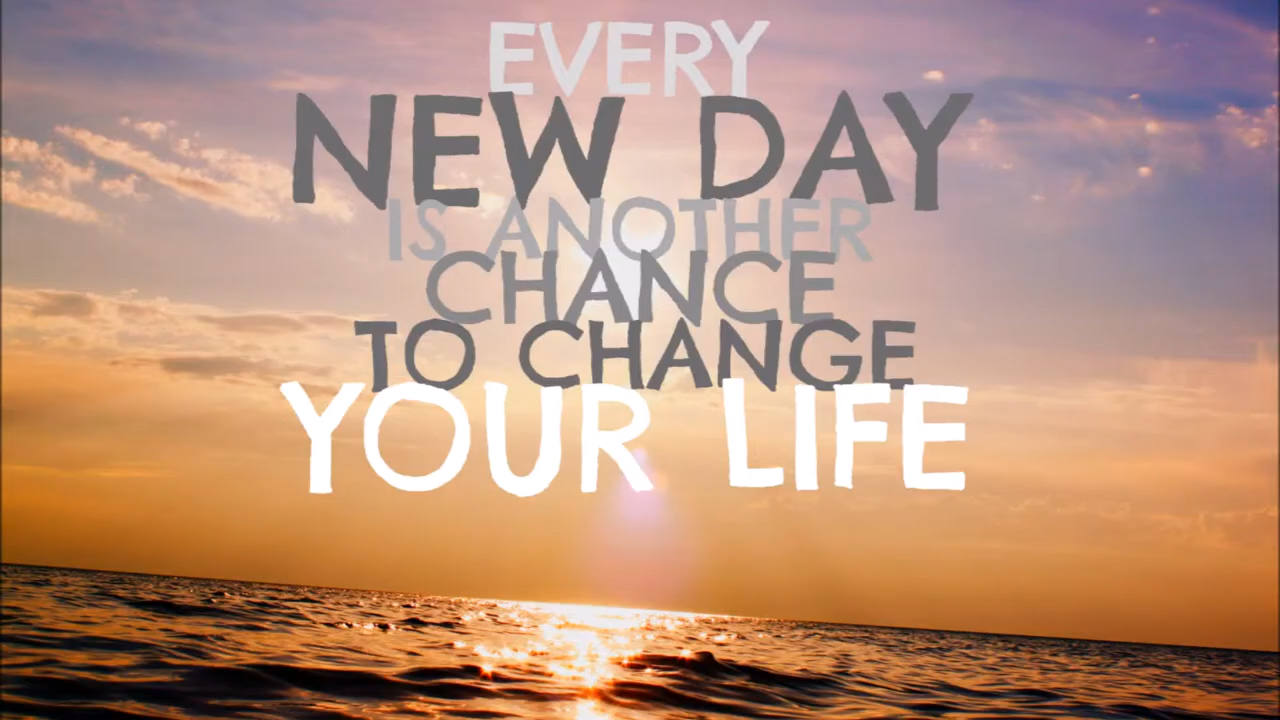 EVERY
NEW DAY
IS ANOTHER
CHANCE
TO CHANGE
YOUR LIFE